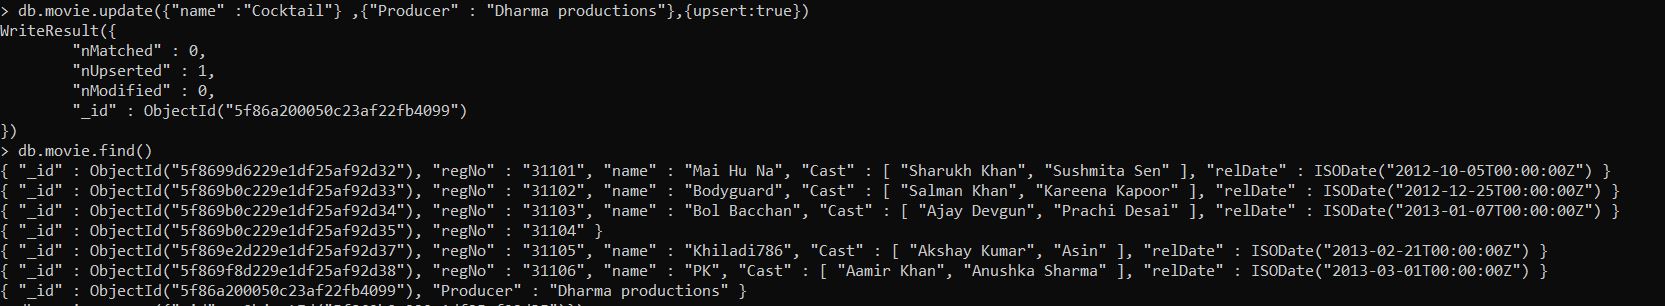 > db.movie.update({"name" :"Cocktail"} ,{"Producer" : "Dharma productions"},{upsert:true})
WriteResult({
        "nMatched" : 0,
        "nUpserted" : 1,
        "nModified" : 0,
        "_id" : ObjectId("5f86a200050c23af22fb4099")
})
> db.movie.find()
{ "_id" : ObjectId("5f8699d6229e1df25af92d32"), "regNo" : "31101", "name" : "Mai Hu Na", "Cast" : [ "Sharukh Khan", "Sushmita Sen" ], "relDate" : ISODate("2012-10-05T00:00:00Z") }
{ "_id" : ObjectId("5f869b0c229e1df25af92d33"), "regNo" : "31102", "name" : "Bodyguard", "Cast" : [ "Salman Khan", "Kareena Kapoor" ], "relDate" : ISODate("2012-12-25T00:00:00Z") }
{ "_id" : ObjectId("5f869b0c229e1df25af92d34"), "regNo" : "31103", "name" : "Bol Bacchan", "Cast" : [ "Ajay Devgun", "Prachi Desai" ], "relDate" : ISODate("2013-01-07T00:00:00Z") }
{ "_id" : ObjectId("5f869b0c229e1df25af92d35"), "regNo" : "31104" }
{ "_id" : ObjectId("5f869e2d229e1df25af92d37"), "regNo" : "31105", "name" : "Khiladi786", "Cast" : [ "Akshay Kumar", "Asin" ], "relDate" : ISODate("2013-02-21T00:00:00Z") }
{ "_id" : ObjectId("5f869f8d229e1df25af92d38"), "regNo" : "31106", "name" : "PK", "Cast" : [ "Aamir Khan", "Anushka Sharma" ], "relDate" : ISODate("2013-03-01T00:00:00Z") }
{ "_id" : ObjectId("5f86a200050c23af22fb4099"), "Producer" : "Dharma productions" }